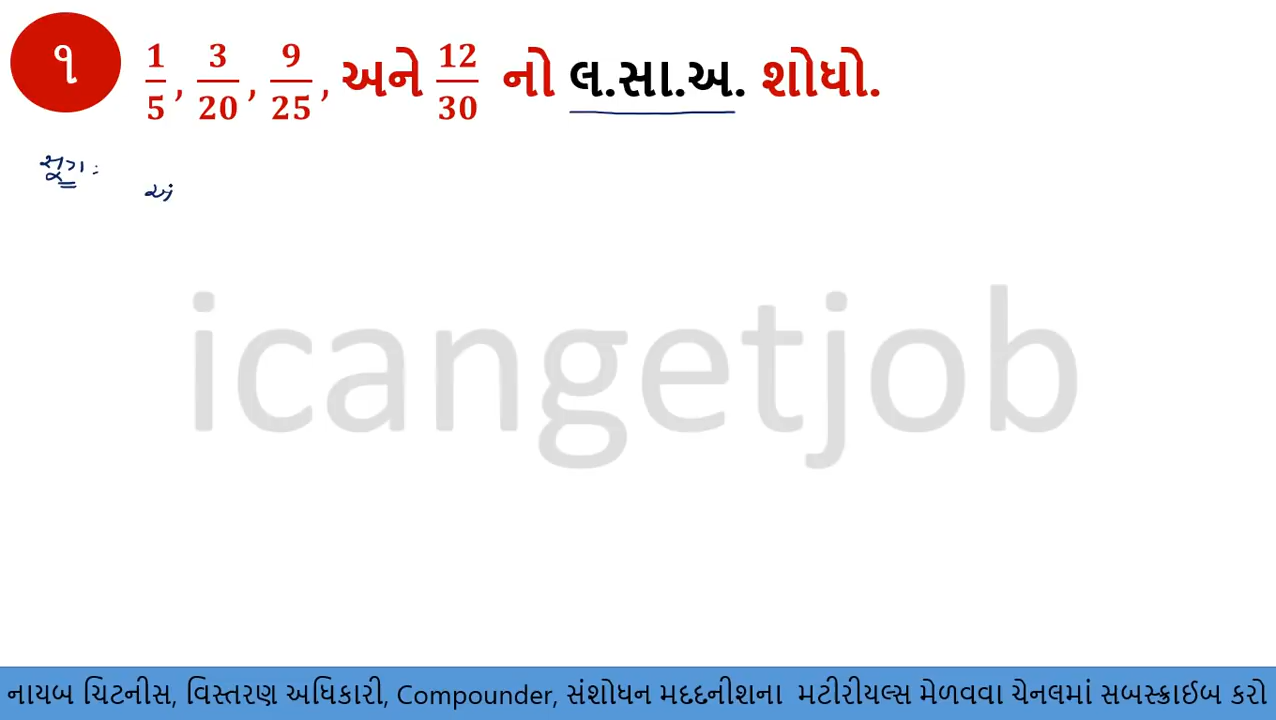 ૧ 1/5, 3/20, 9/25, અને 12/30 નો લ.સા.અ. શોધો.
સૂત્ર :
અં
icangetjob
નાયબ ચિટનીસ, વિસ્તરણ અધિકારી, Compounder, સંશોધન મદદનીશના મટીરીયલ્સ મેળવવા ચેનલમાં સબસ્ક્રાઈબ કરો